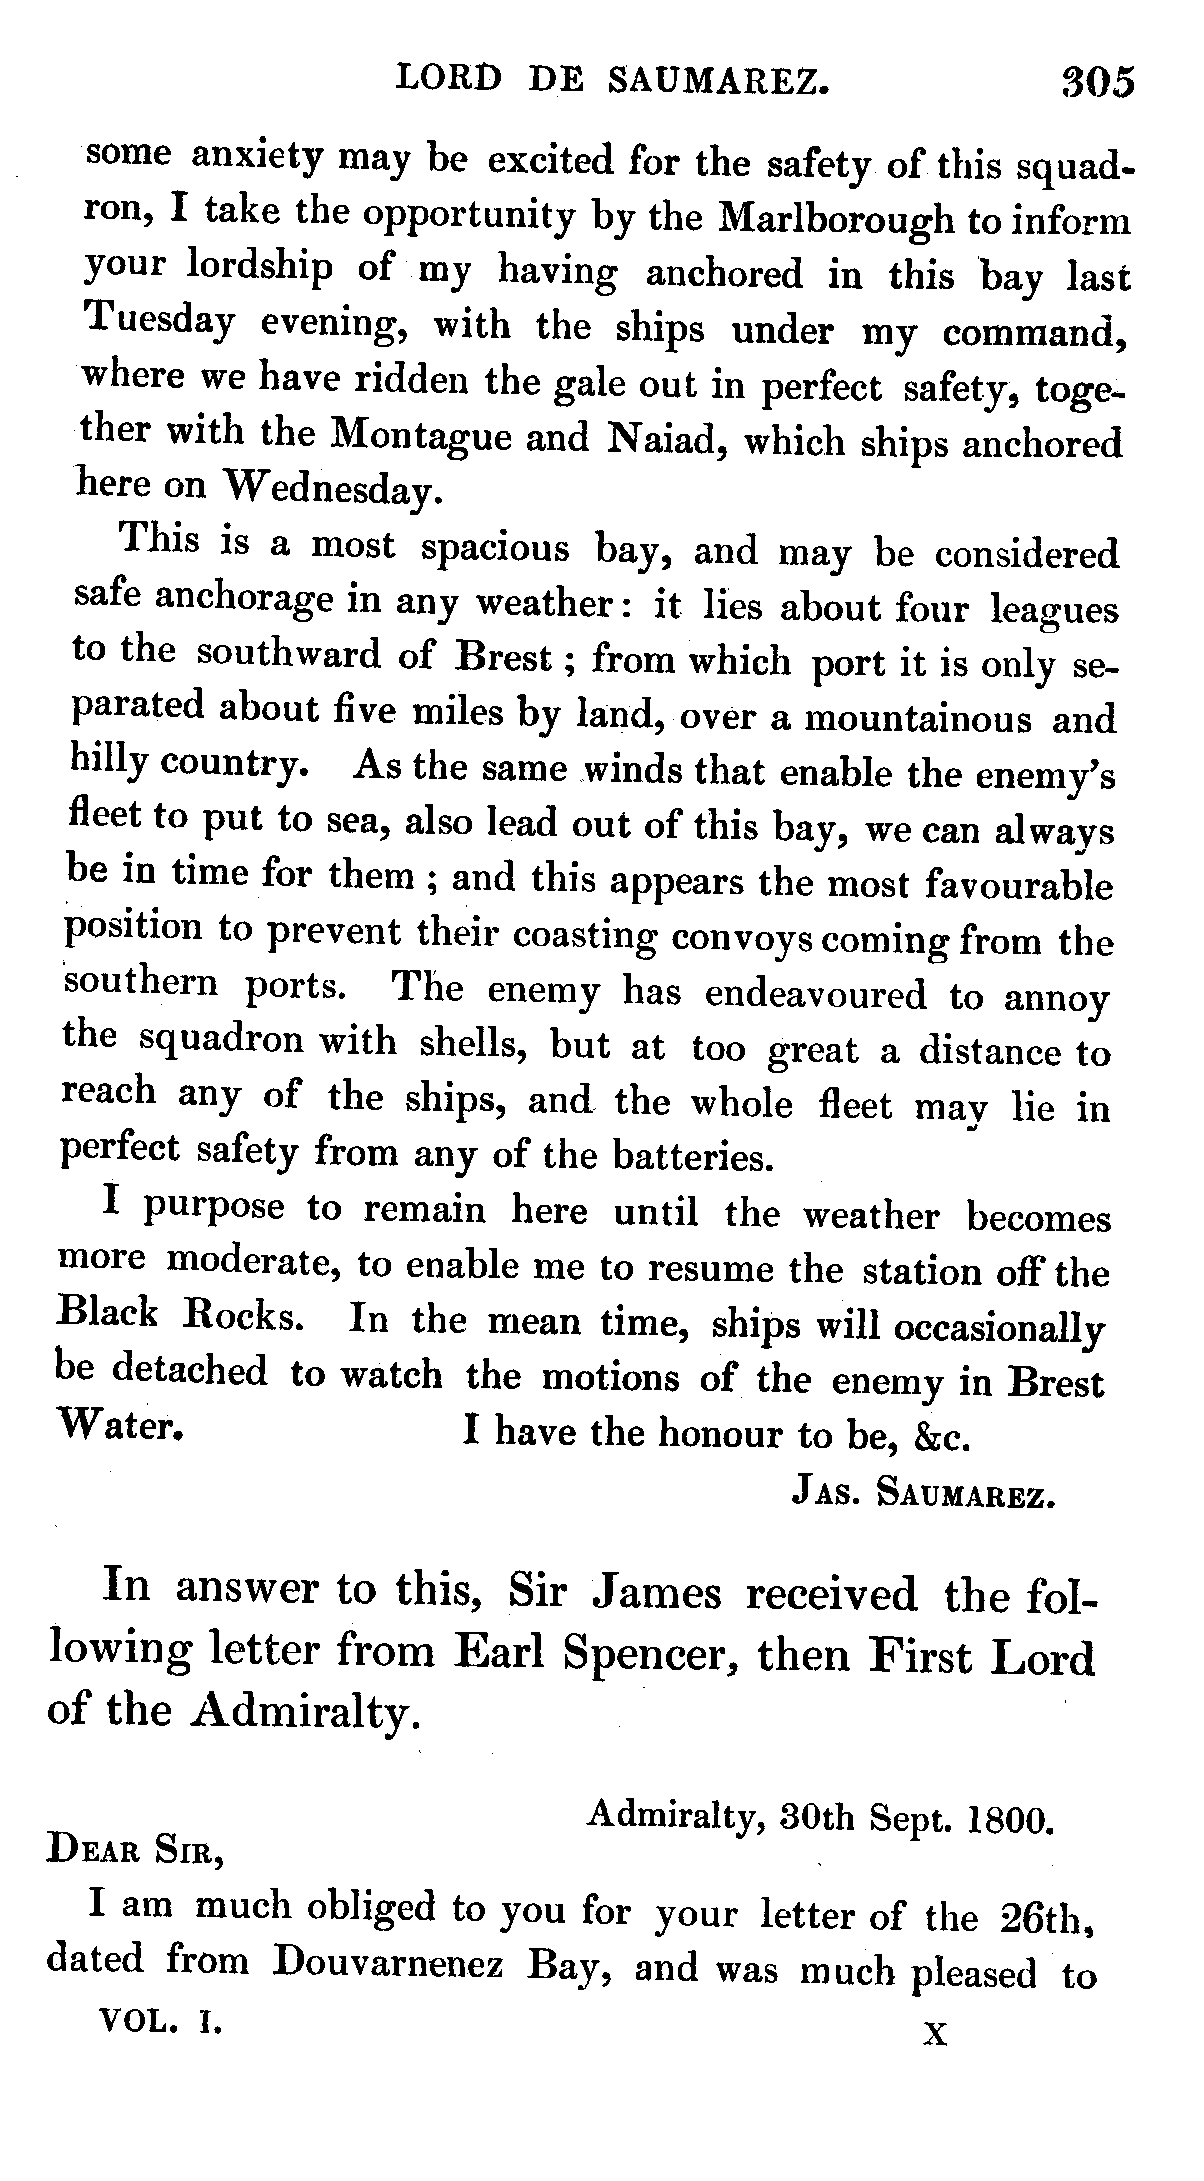 LORD DE SAUMAREZ. 305
some anxiety may be excited for the safety of this squad-
ron, I take the opportunity by the Marlborough to inform
your lordship of my having anchored in this bay last
Tuesday evening, with the ships under my command,
where we have ridden the gale out in perfect safety, toge-
ther with the Montague and Naiad, which ships anchored
here on Wednesday.
This is a most spacious bay, and may be considered
safe anchorage in any weather: it lies about four leagues
to the southward of Brest; from which port it is only se-
parated about five miles by land, over a mountainous and
hilly country. As the same winds that enable the enemy's
fleet to put to sea, also lead out of this bay, we can always
be in time for them; and this appears the most favourable
position to prevent their coasting convoys coming from the
southern ports. The enemy has endeavoured to annoy
the squadron with shells, but at too great a distance to
reach any of the ships, and the whole fleet may lie in
perfect safety from any of the batteries.
I purpose to remain here until the weather becomes
more moderate, to enable me to resume the station off the
Black Rocks. In the mean time, ships will occasionally
be detached to watch the motions of the enemy in Brest
Water. I have the honour to be, &c.
JAS. SAUMAREZ.
In answer to this, Sir James received the fol-
lowing letter from Earl Spencer, then First Lord
of the Admiralty.
Admiralty, 30th Sept. 1800.
DEAR SIR,
I am much obliged to you for your letter of the 26th,
dated from Douvarnenez Bay, and was much pleased to
VOL. I. X